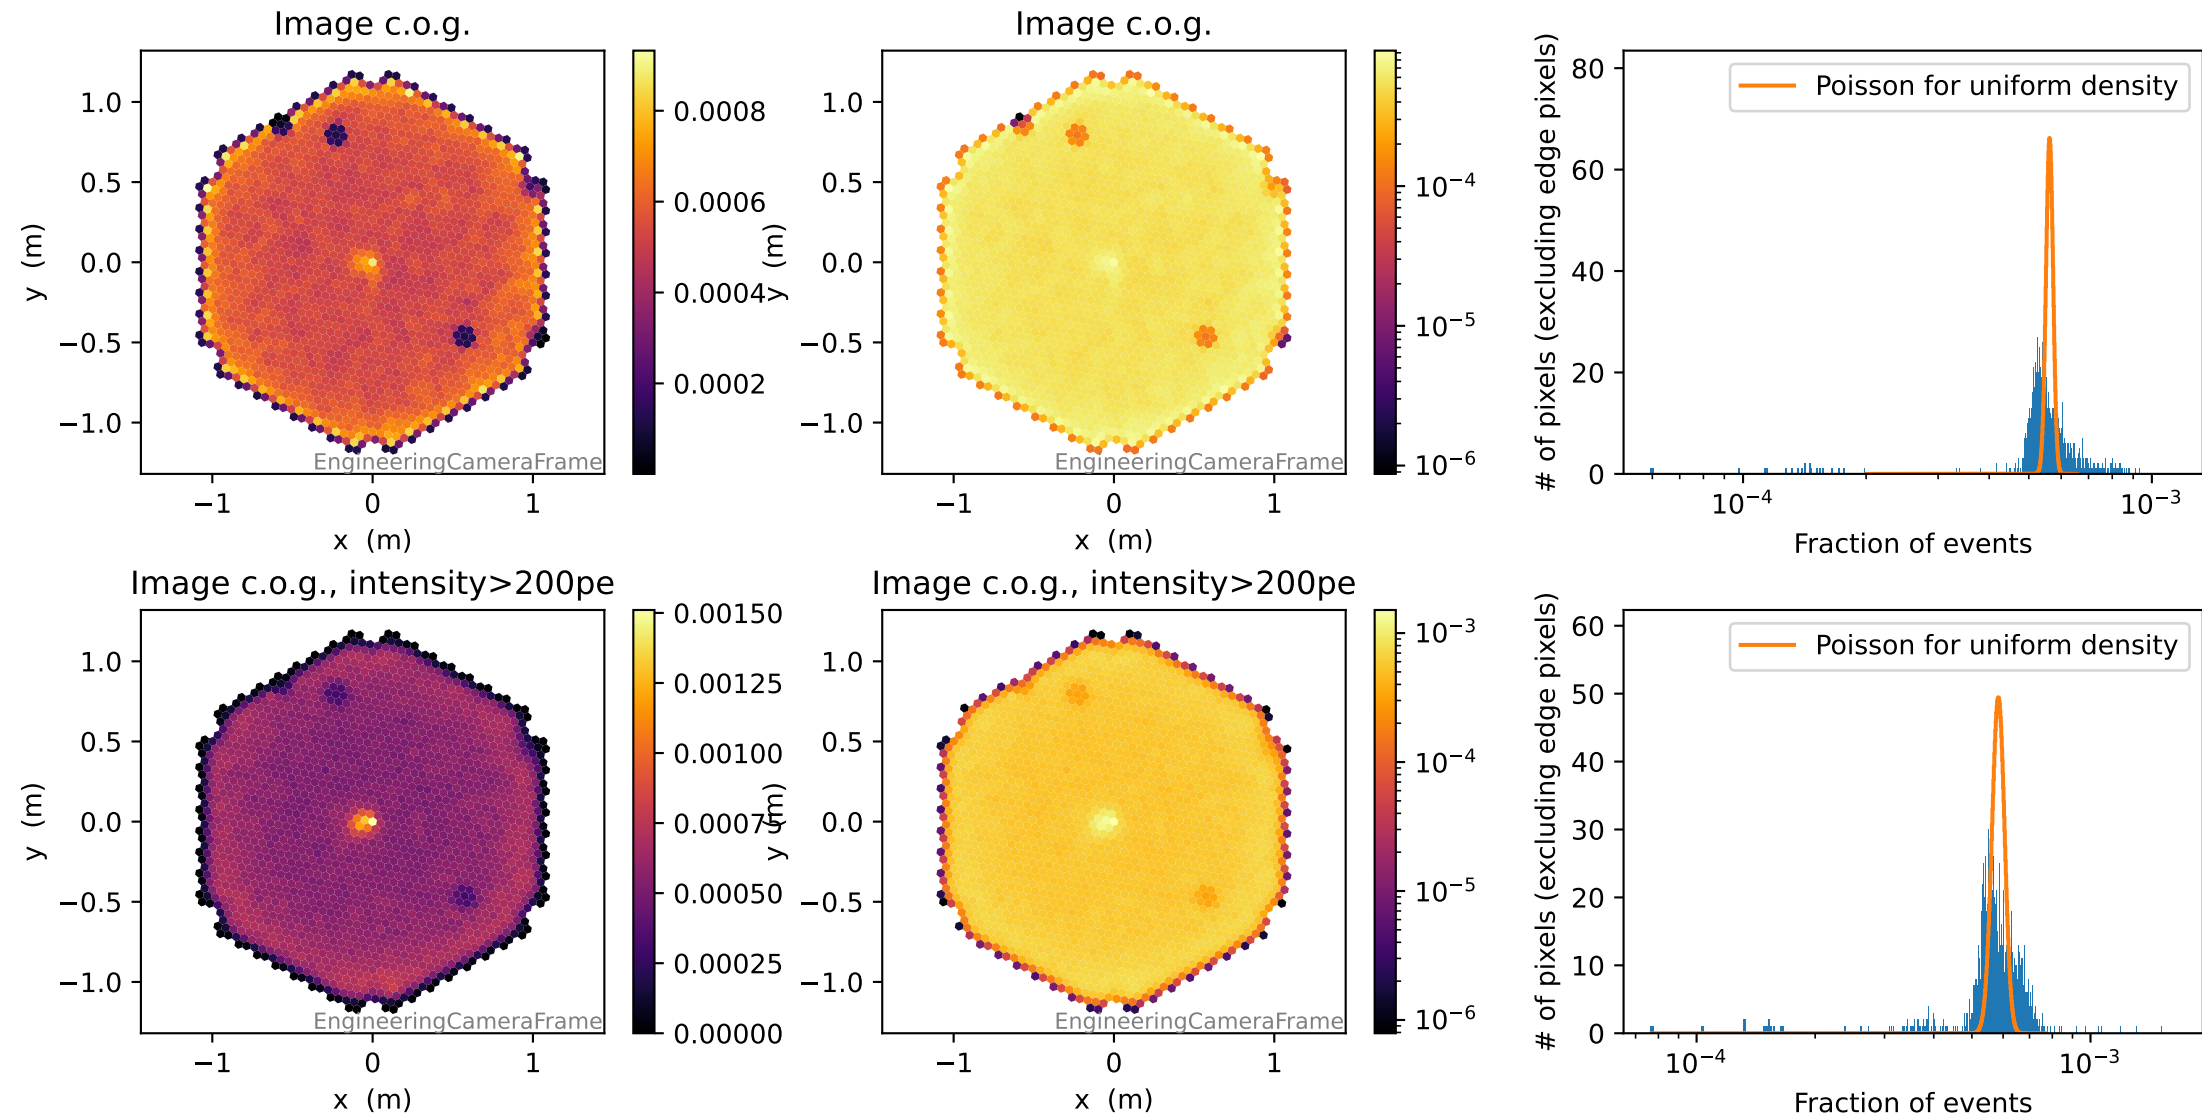 Image c.o.g.
1.0
0.5
0.0
−0.5
−1.0
y (m)
−1
0
1
x (m)
EngineeringCameraFrame
0.0008
0.0006
0.0004
0.0002
Image c.o.g.
1.0
0.5
0.0
−0.5
−1.0
y (m)
−1
0
1
x (m)
EngineeringCameraFrame
10⁻⁴
10⁻⁵
10⁻⁶
# of pixels (excluding edge pixels)
80
60
40
20
0
Poisson for uniform density
10⁻⁴
10⁻³
Fraction of events
Image c.o.g., intensity>200pe
1.0
0.5
0.0
−0.5
−1.0
y (m)
−1
0
1
x (m)
EngineeringCameraFrame
0.00150
0.00125
0.00100
0.00050
0.00025
0.00000
Image c.o.g., intensity>200pe
1.0
0.5
0.0
−0.5
−1.0
y (m)
−1
0
1
x (m)
EngineeringCameraFrame
10⁻³
10⁻⁴
10⁻⁵
10⁻⁶
# of pixels (excluding edge pixels)
60
50
40
30
20
10
0
Poisson for uniform density
10⁻⁴
10⁻³
Fraction of events